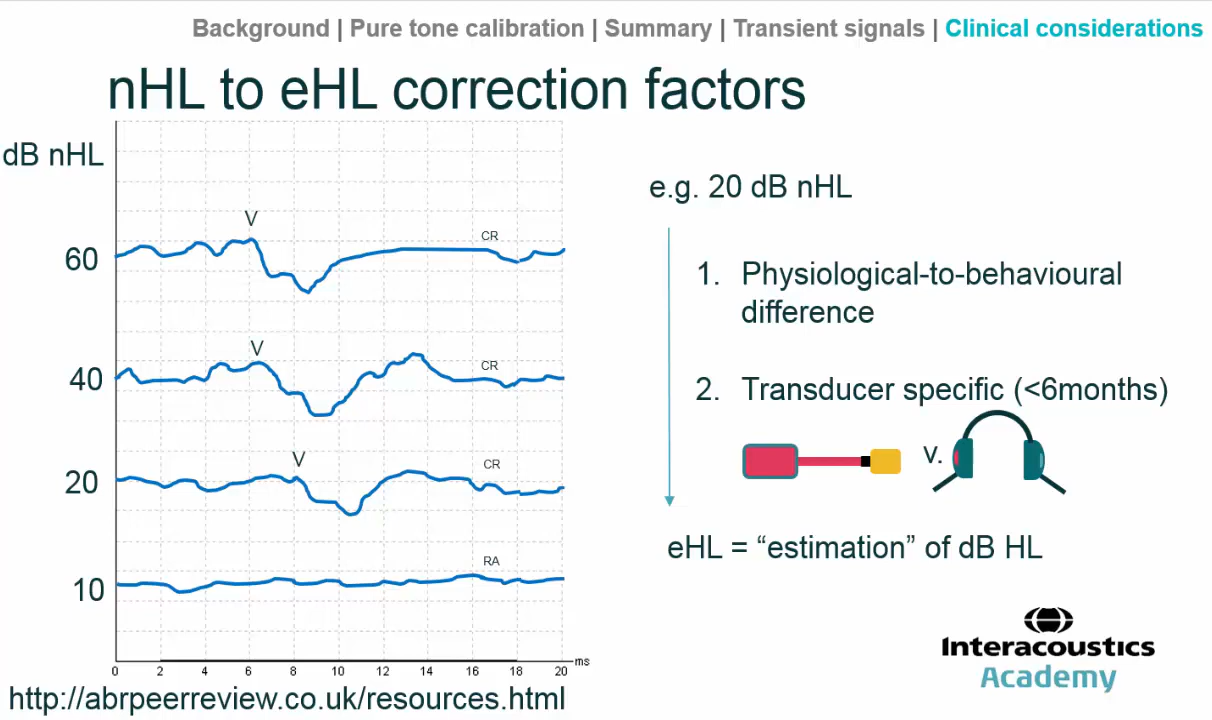 Background | Pure tone calibration | Summary | Transient signals | Clinical considerations
nHL to eHL correction factors
dB nHL
V
60
CR
V
40
CR
V
20
CR
10
RA
0 2 4 6 8 10 12 14 16 18 20 ms
http://abrpeerreview.co.uk/resources.html
e.g. 20 dB nHL
1. Physiological-to-behavioural
difference
2. Transducer specific (<6months)
v.
eHL = “estimation” of dB HL
Interacoustics
Academy